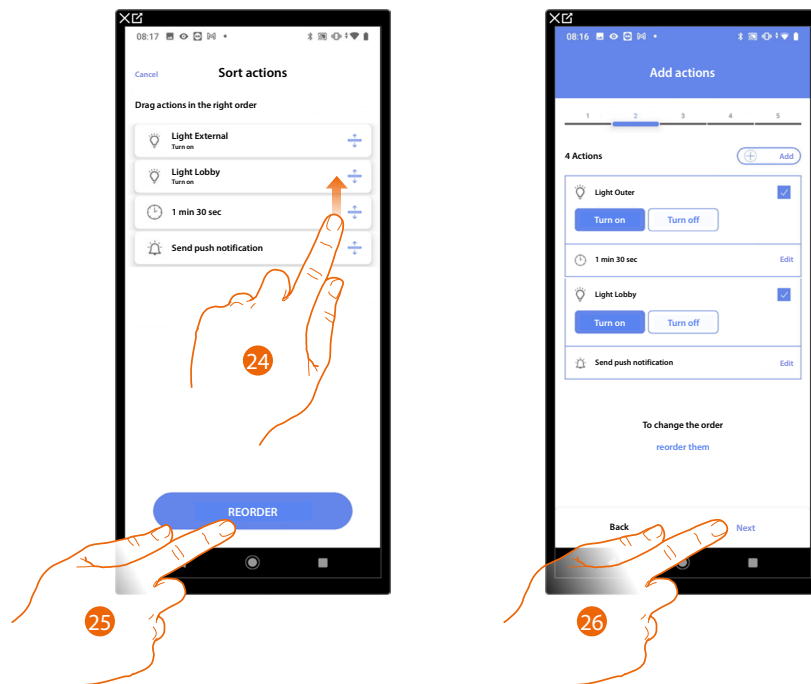 08:17
Cancel
Sort actions
Drag actions in the right order
Light External
Turn on
Light Lobby
Turn on
1 min 30 sec
Send push notification
24
REORDER
25
08:16
Add actions
1 2 3 4 5
4 Actions
Add
Light Outer
Turn on Turn off
1 min 30 sec Edit
Light Lobby
Turn on Turn off
Send push notification Edit
To change the order
reorder them
Back Next
26